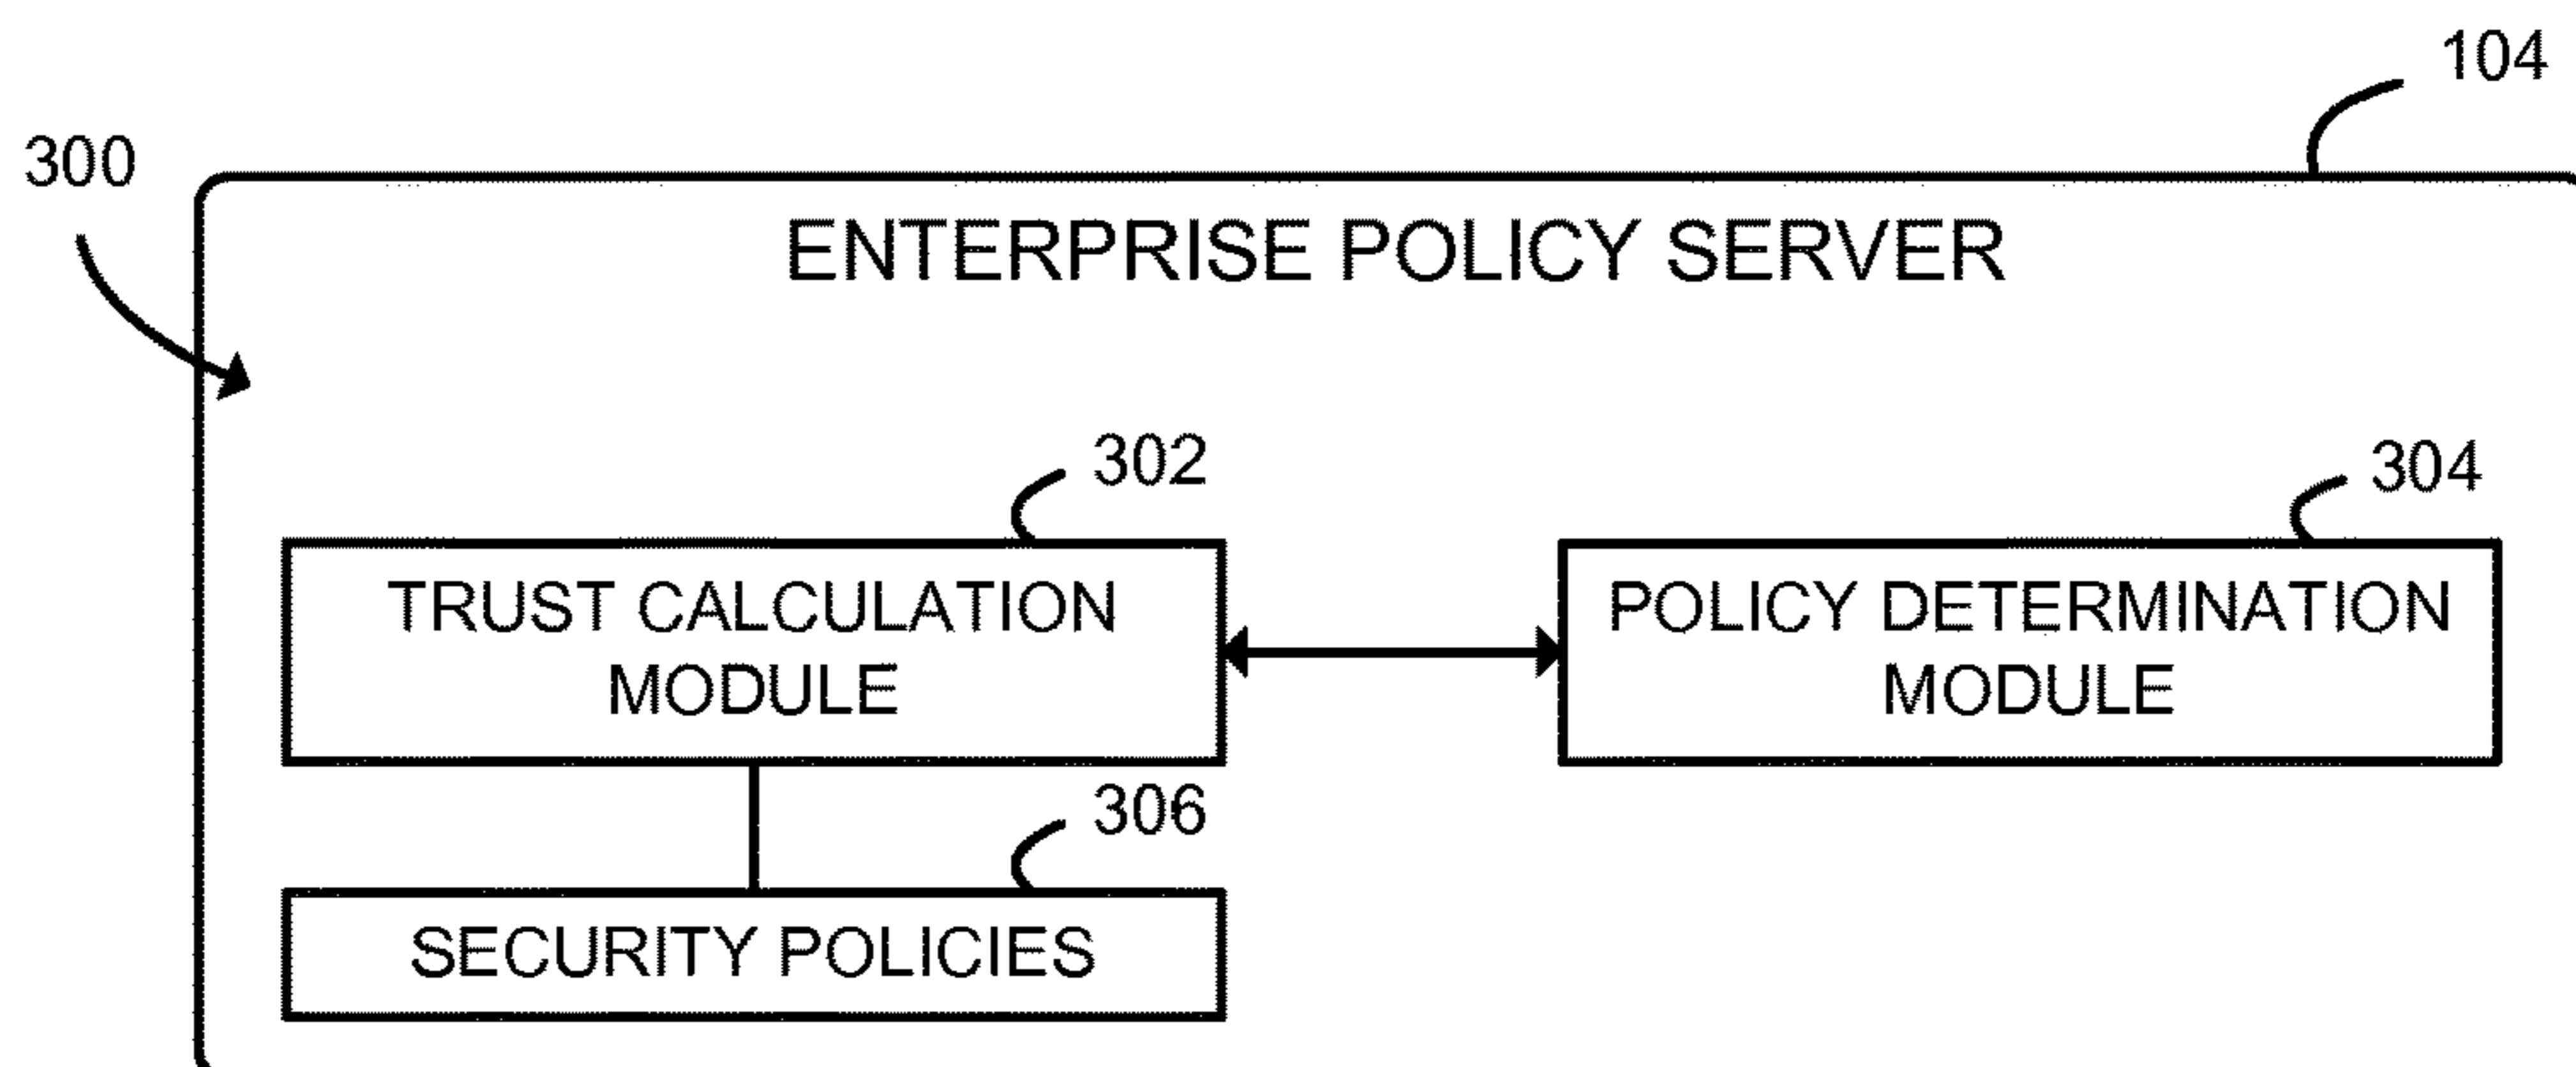 104
300
ENTERPRISE POLICY SERVER
302
304
TRUST CALCULATION
MODULE
POLICY DETERMINATION
MODULE
306
SECURITY POLICIES